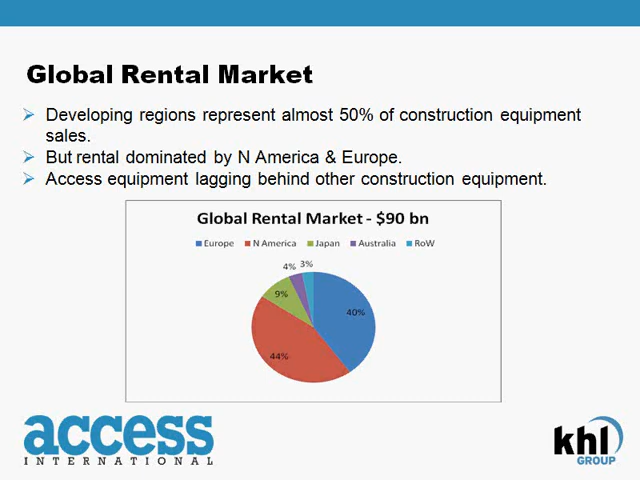 Global Rental Market
Developing regions represent almost 50% of construction equipment
sales.
But rental dominated by N America & Europe.
Access equipment lagging behind other construction equipment.
Global Rental Market - $90 bn
Europe N America Japan Australia RoW
4% 3%
9%
40%
44%
access
INTERNATIONAL
khl
GROUP